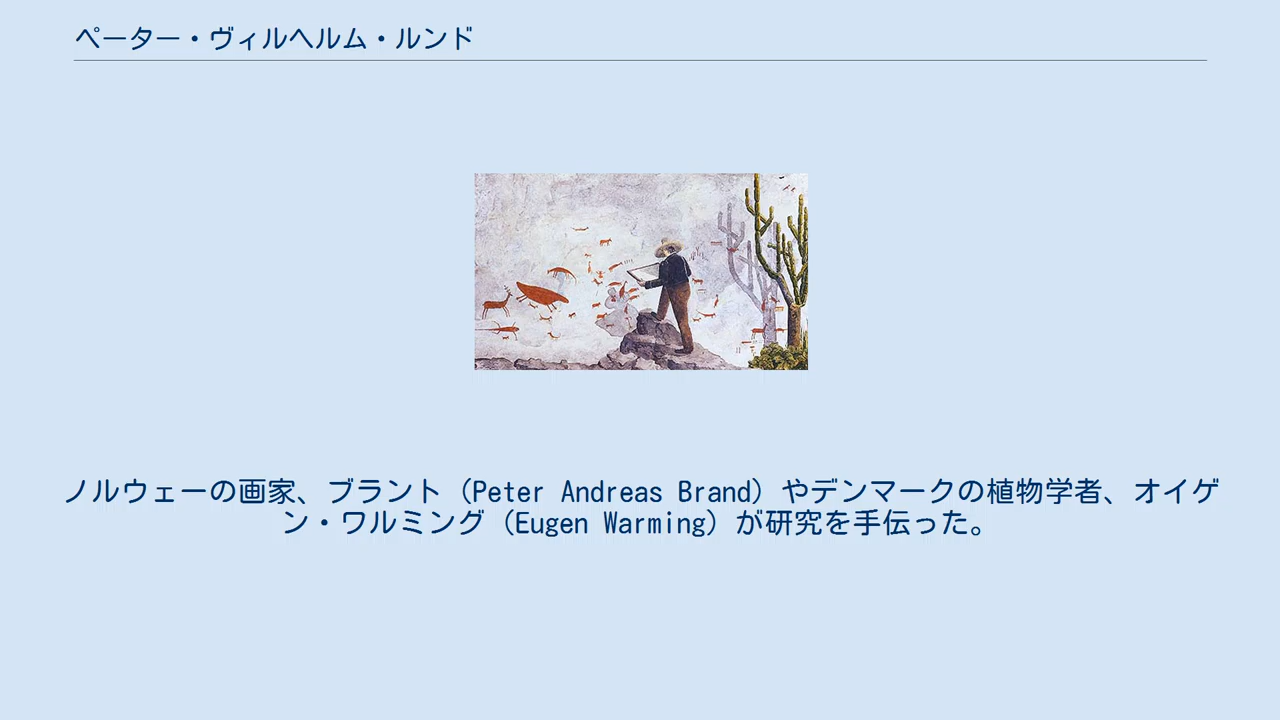 ペーター・ヴィルヘルム・ルンド
ノルウェーの画家、ブラント（Peter Andreas Brand）やデンマークの植物学者、オイゲ
ン・ワルミング（Eugen Warming）が研究を手伝った。